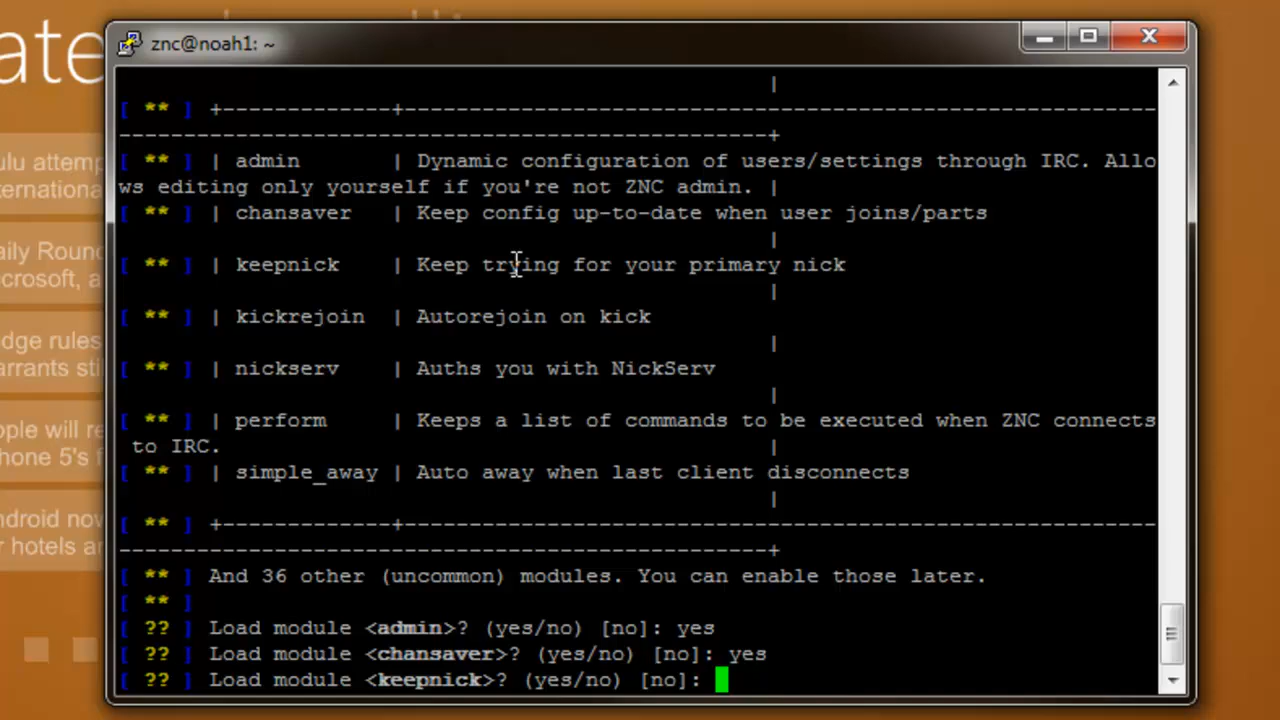 ate
ulu attemp
nternationa
aily Roun
crosoft, a
dge rules
arrants sti
ople will re
hone 5's f
ndroid now
r hotels a
znc@noah1: ~
|
[ ** ] +-------------+----------------------------------------------------------
--------------------------------------------------+
[ ** ] | admin       | Dynamic configuration of users/settings through IRC. Allo
ws editing only yourself if you're not ZNC admin. |
[ ** ] | chansaver   | Keep config up-to-date when user joins/parts
|
[ ** ] | keepnick    | Keep trying for your primary nick
|
[ ** ] | kickrejoin  | Autorejoin on kick
|
[ ** ] | nickserv    | Auths you with NickServ
|
[ ** ] | perform     | Keeps a list of commands to be executed when ZNC connects
to IRC. |
[ ** ] | simple_away | Auto away when last client disconnects
|
[ ** ] +-------------+----------------------------------------------------------
--------------------------------------------------+
[ ** ] And 36 other (uncommon) modules. You can enable those later.
[ ** ]
[ ?? ] Load module <admin>? (yes/no) [no]: yes
[ ?? ] Load module <chansaver>? (yes/no) [no]: yes
[ ?? ] Load module <keepnick>? (yes/no) [no]: